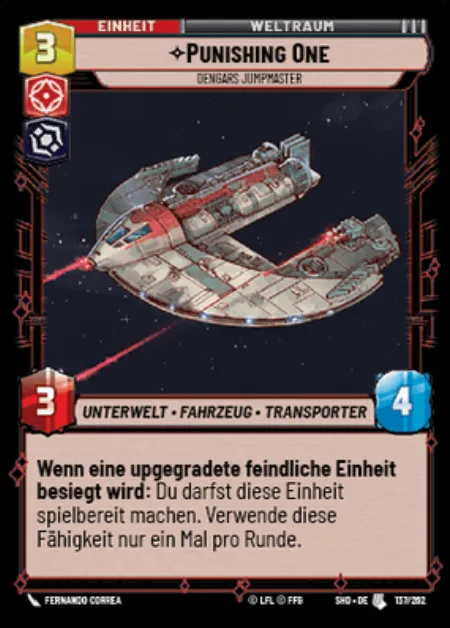 EINHEIT WELTRAUM
3 PUNISHING ONE
DENGARS JUMPMASTER
3 UNTERWELT • FAHRZEUG • TRANSPORTER 4
Wenn eine upgegradete feindliche Einheit
besiegt wird: Du darfst diese Einheit
spielbereit machen. Verwende diese
Fähigkeit nur ein Mal pro Runde.
FERNANDO CORREA © LFL © FFG SHD • DE 137/262